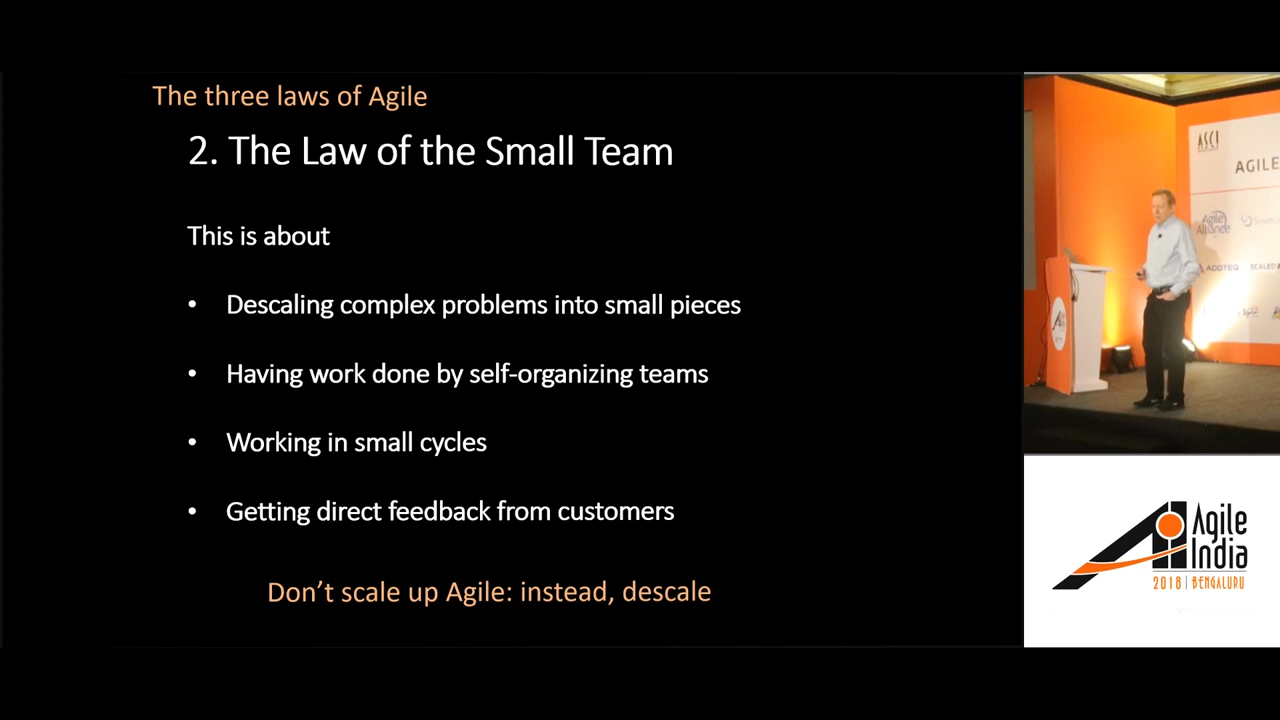 The three laws of Agile
2. The Law of the Small Team
This is about
• Descaling complex problems into small pieces
• Having work done by self-organizing teams
• Working in small cycles
• Getting direct feedback from customers
Don’t scale up Agile: instead, descale
ASCI
AGILE
Agile
Alliance
ADDTEQ
SCALED
Agile
India
2018 | BENGALURU